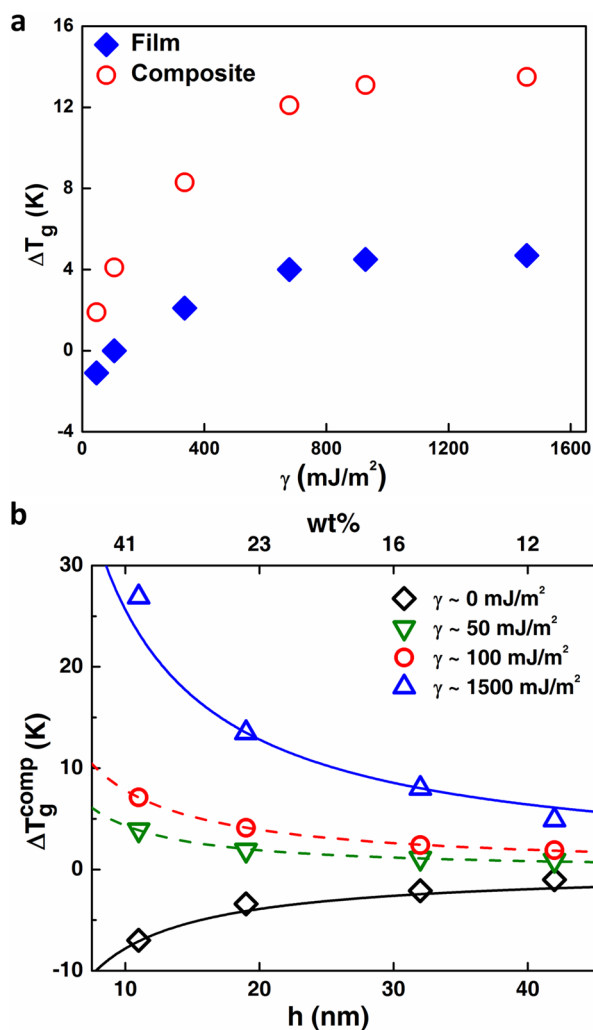 a
16
Film
Composite
12
8
4
0
-4
ΔTg (K)
0 400 800 1200 1600
γ (mJ/m²)
b
wt%
41 23 16 12
30
γ ~ 0 mJ/m²
γ ~ 50 mJ/m²
γ ~ 100 mJ/m²
γ ~ 1500 mJ/m²
20
10
0
-10
ΔTg^comp (K)
10 20 30 40
h (nm)